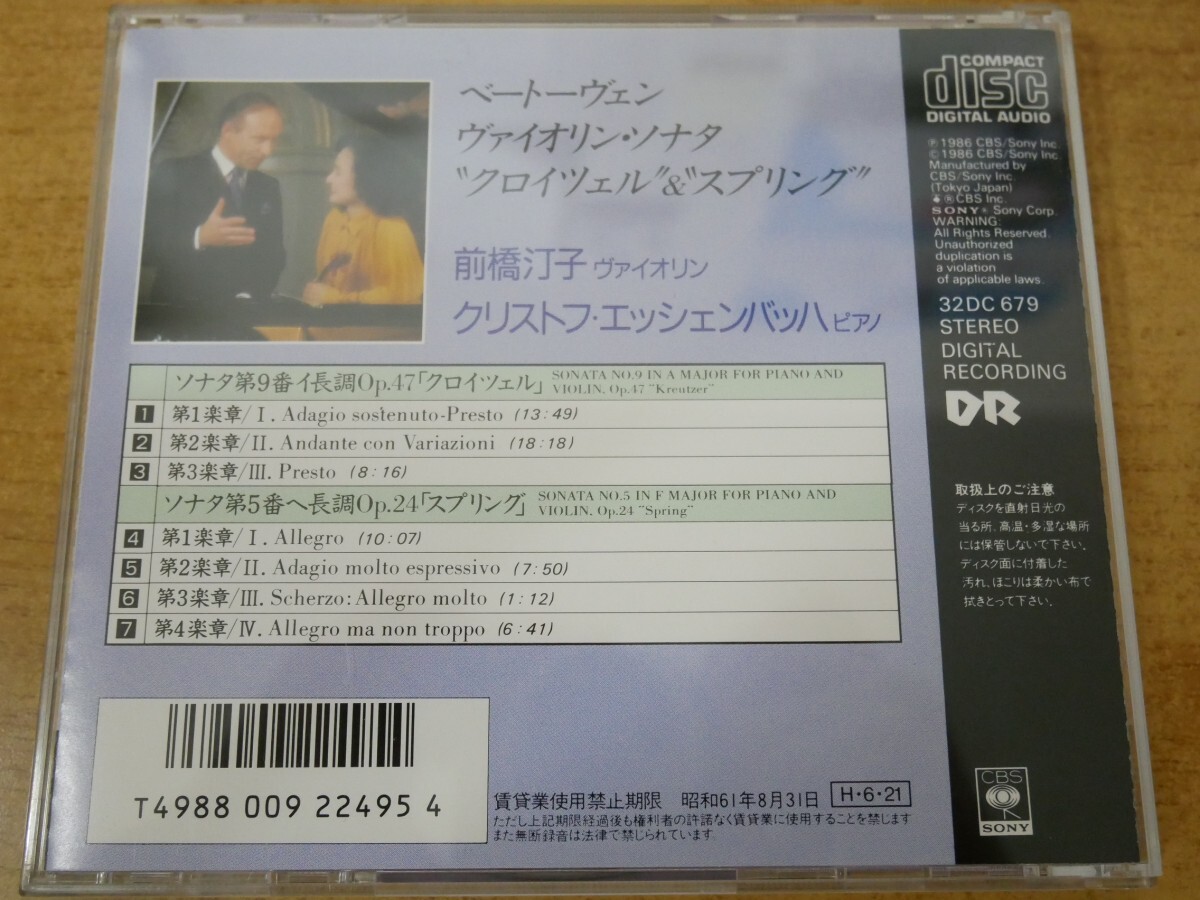 ベートーヴェン
ヴァイオリン・ソナタ
"クロイツェル"&"スプリング"
前橋汀子 ヴァイオリン
クリストフ・エッシェンバッハ ピアノ
ソナタ第9番イ長調Op.47「クロイツェル」 SONATA NO.9 IN A MAJOR FOR PIANO AND
VIOLIN, Op.47 "Kreutzer"
1 第1楽章/I. Adagio sostenuto-Presto (13:49)
2 第2楽章/II. Andante con Variazioni (18:18)
3 第3楽章/III. Presto (8:16)
ソナタ第5番ヘ長調Op.24「スプリング」 SONATA NO.5 IN F MAJOR FOR PIANO AND
VIOLIN, Op.24 "Spring"
4 第1楽章/I. Allegro (10:07)
5 第2楽章/II. Adagio molto espressivo (7:50)
6 第3楽章/III. Scherzo: Allegro molto (1:12)
7 第4楽章/IV. Allegro ma non troppo (6:41)
T4988 009 22495 4
賃貸業使用禁止期限 昭和61年8月31日 H・6・21
ただし上記期限経過後も権利者の許諾なく賃貸業に使用することを禁じます
また無断録音は法律で禁じられています。
COMPACT
disc
DIGITAL AUDIO
℗ 1986 CBS/Sony Inc.
© 1986 CBS/Sony Inc.
Manufactured by
CBS/Sony Inc.
(Tokyo Japan)
® CBS Inc.
SONY® Sony Corp.
WARNING:
All Rights Reserved.
Unauthorized
duplication is
a violation
of applicable laws.
32DC 679
STEREO
DIGITAL
RECORDING
DR
取扱上のご注意
ディスクを直射日光の
当る所、高温・多湿な場所
には保管しないで下さい。
ディスク面に付着した
汚れ、ほこりは柔かい布で
拭きとって下さい。
CBS
SONY